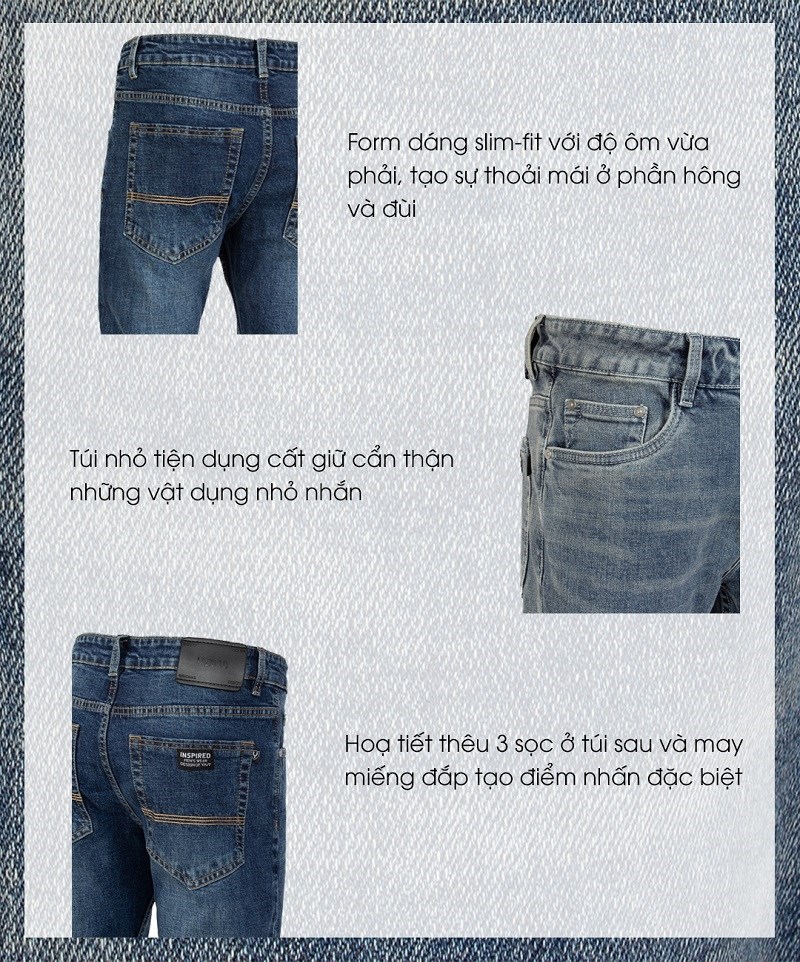 Form dáng slim-fit với độ ôm vừa
phải, tạo sự thoải mái ở phần hông
và đùi
Túi nhỏ tiện dụng cất giữ cẩn thận
những vật dụng nhỏ nhắn
INSPIRED
MEN'S WEAR
Hoạ tiết thêu 3 sọc ở túi sau và may
miếng đắp tạo điểm nhấn đặc biệt